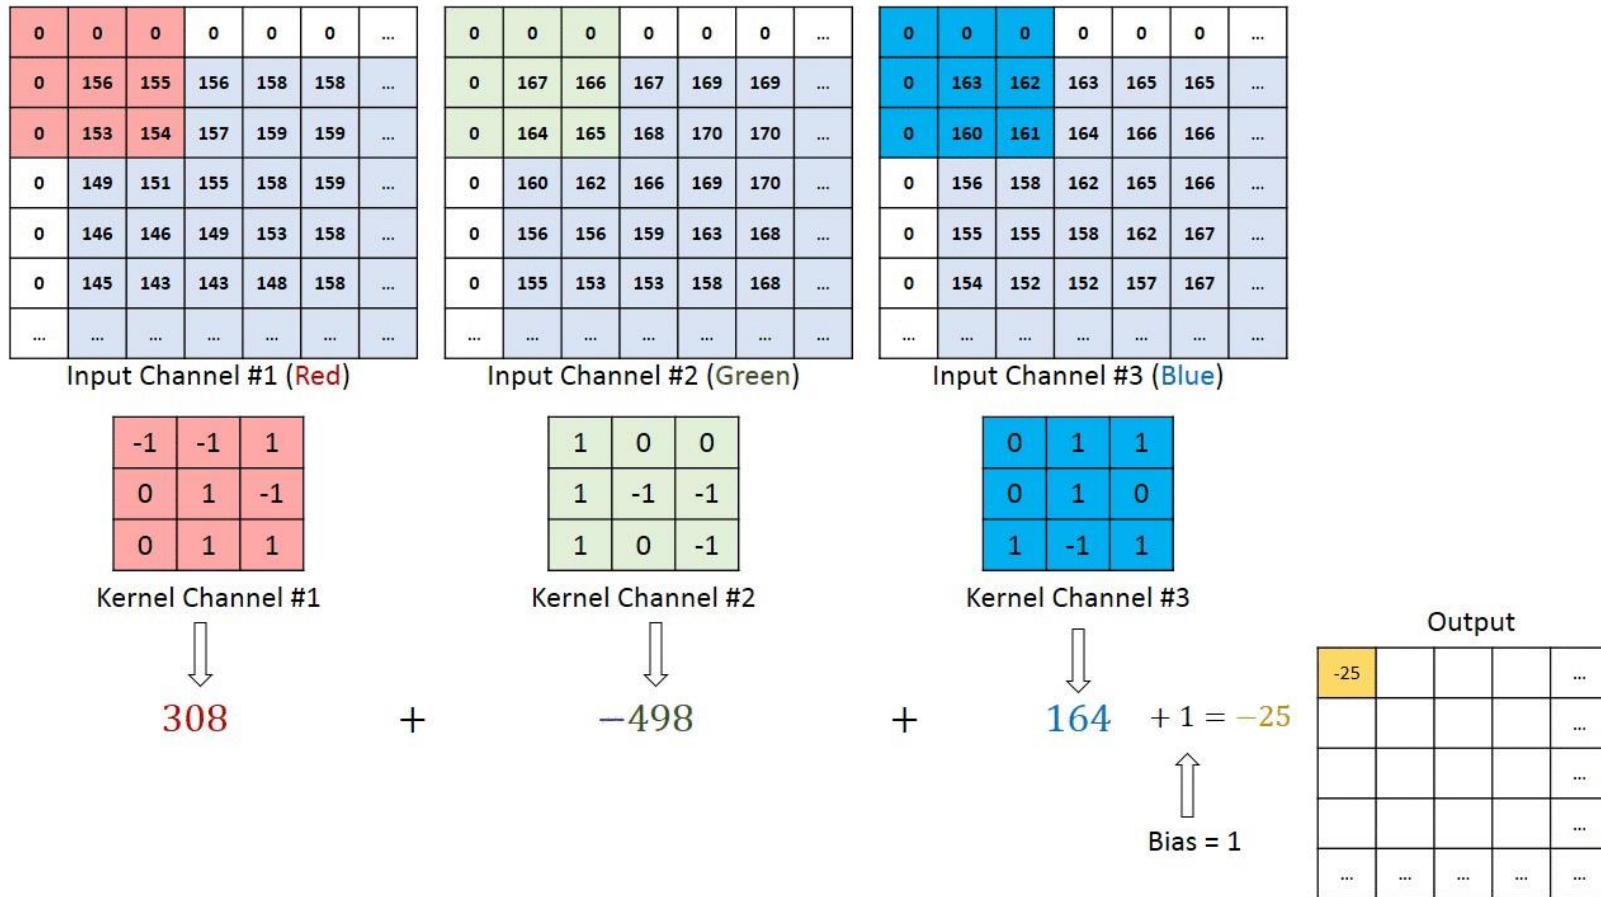 0 0 0 0 0 0 ... 0 0 0 0 0 0 ... 0 0 0 0 0 0 ...
0 156 155 156 158 158 ... 0 167 166 167 169 169 ... 0 163 162 163 165 165 ...
0 153 154 157 159 159 ... 0 164 165 168 170 170 ... 0 160 161 164 166 166 ...
0 149 151 155 158 159 ... 0 160 162 166 169 170 ... 0 156 158 162 165 166 ...
0 146 146 149 153 158 ... 0 156 156 159 163 168 ... 0 155 155 158 162 167 ...
0 145 143 143 148 158 ... 0 155 153 153 158 168 ... 0 154 152 152 157 167 ...
... ... ... ... ... ... ... ... ... ... ... ... ... ... ... ... ... ... ... ... ...
Input Channel #1 (Red) Input Channel #2 (Green) Input Channel #3 (Blue)
-1 -1 1 1 0 0 0 1 1
0 1 -1 1 -1 -1 0 1 0
0 1 1 1 0 -1 1 -1 1
Kernel Channel #1 Kernel Channel #2 Kernel Channel #3
308 + −498 + 164 + 1 = −25
Bias = 1
Output
-25 ...
...
...
...
... ... ... ... ...